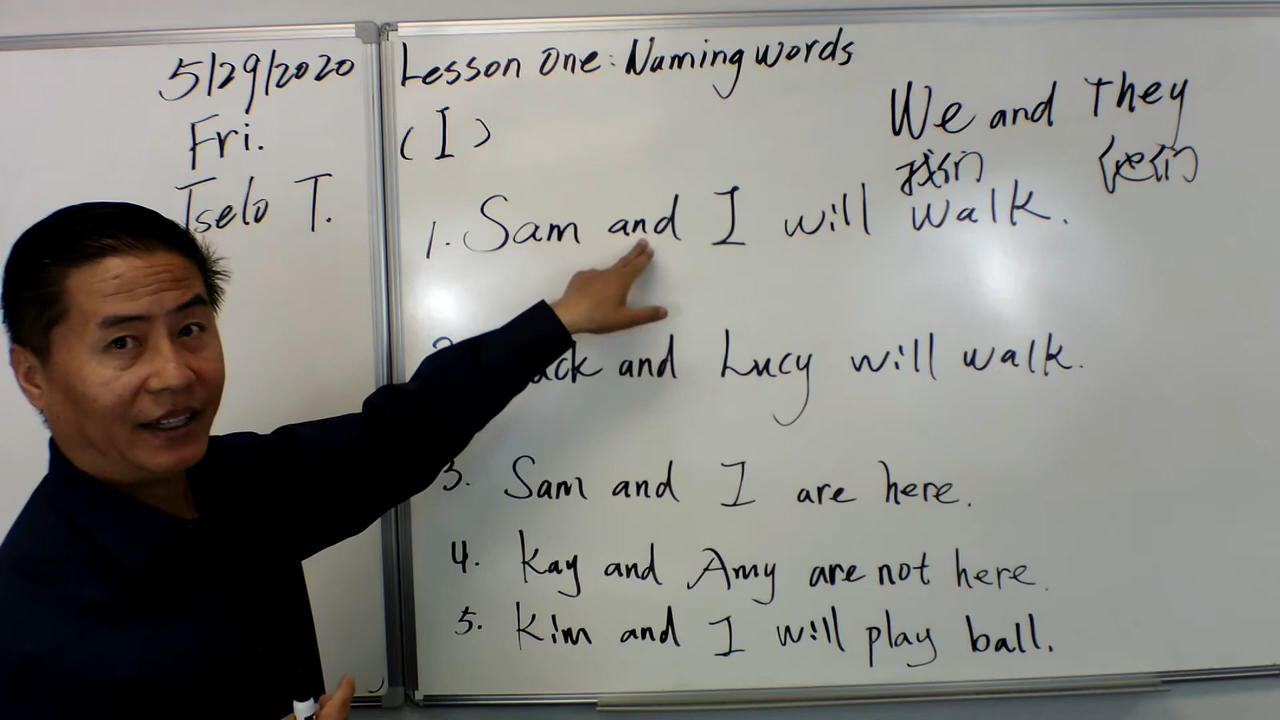 5/29/2020
Fri.
Tselo T.
Lesson One: Naming words
(I)
We and They
我们 他们
1. Sam and I will walk.
and Lucy will walk.
3. Sam and I are here.
4. Kay and Amy are not here.
5. Kim and I will play ball.